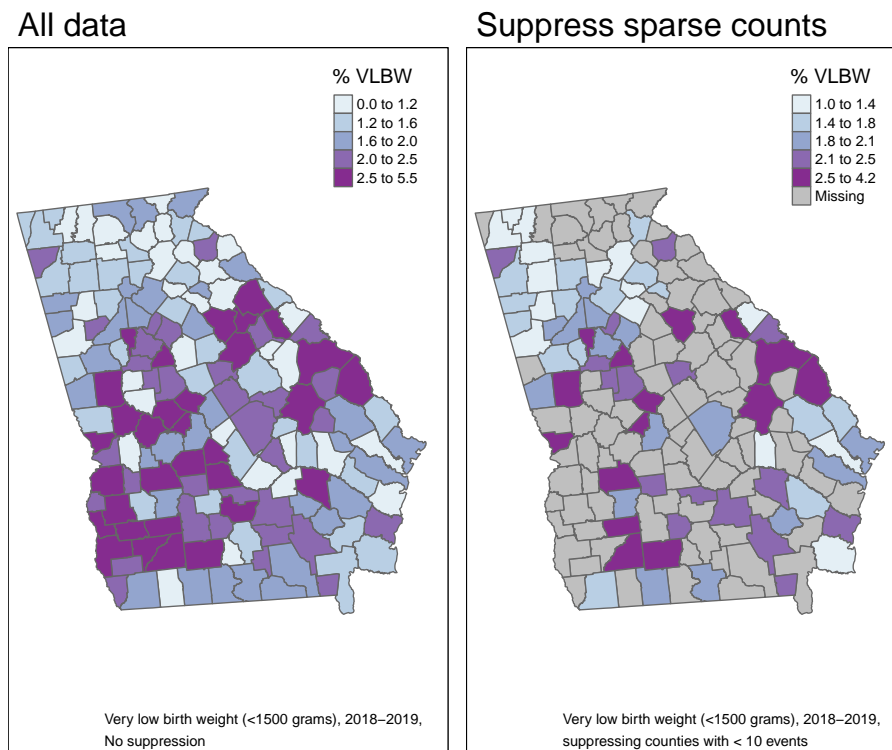 All data
% VLBW
0.0 to 1.2
1.2 to 1.6
1.6 to 2.0
2.0 to 2.5
2.5 to 5.5
Very low birth weight (<1500 grams), 2018−2019,
No suppression
Suppress sparse counts
% VLBW
1.0 to 1.4
1.4 to 1.8
1.8 to 2.1
2.1 to 2.5
2.5 to 4.2
Missing
Very low birth weight (<1500 grams), 2018−2019,
suppressing counties with < 10 events